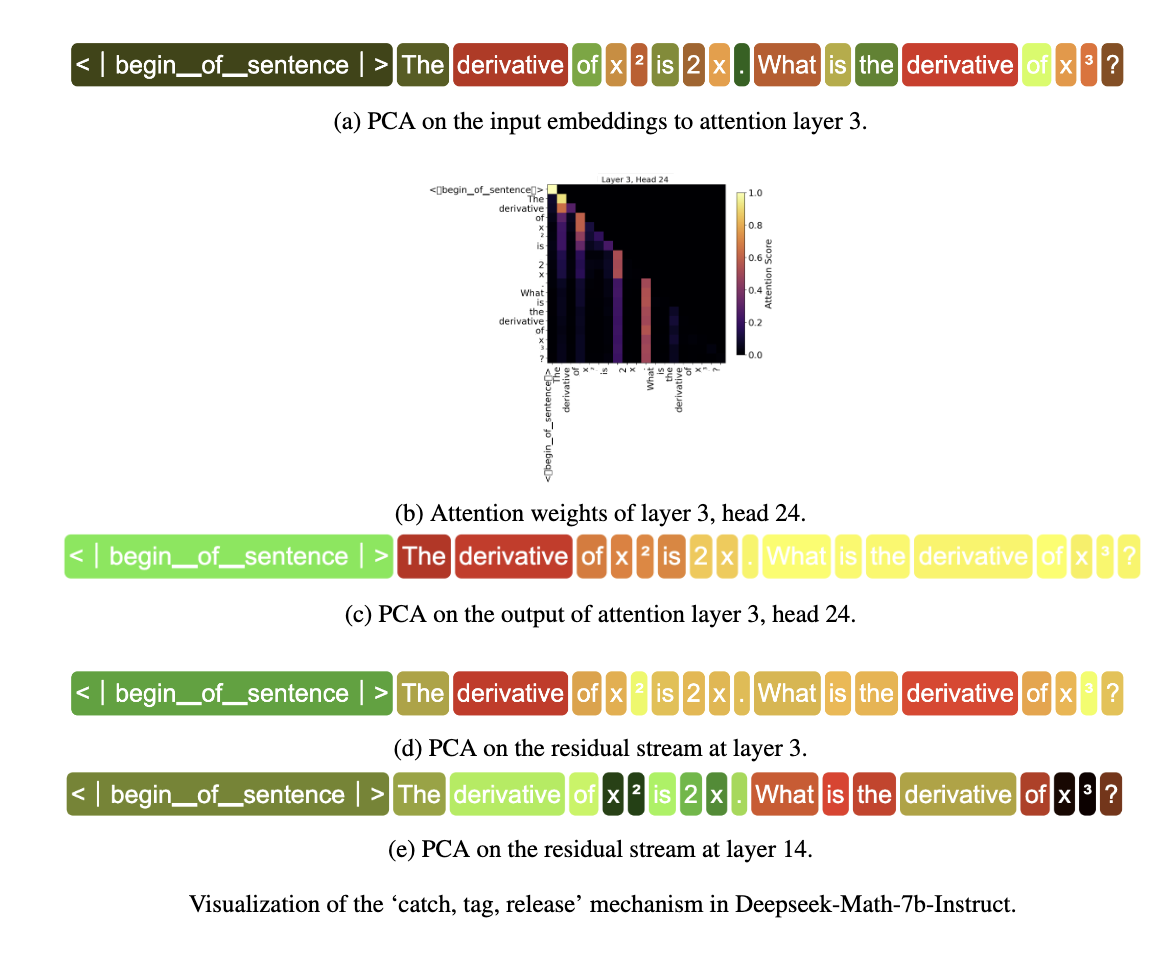 < | begin__of__sentence | > The derivative of x ² is 2 x . What is the derivative of x ³ ?
(a) PCA on the input embeddings to attention layer 3.
Layer 3, Head 24
<▯begin_of_sentence▯>
The
derivative
of
x
²
is
2
x
.
What
is
the
derivative
of
x
³
?
<▯begin_of_sentence▯>
The
derivative
of
x
²
is
2
x
.
What
is
the
derivative
of
x
³
?
1.0
0.8
0.6
0.4
0.2
0.0
Attention Score
(b) Attention weights of layer 3, head 24.
< | begin__of__sentence | > The derivative of x ² is 2 x . What is the derivative of x ³ ?
(c) PCA on the output of attention layer 3, head 24.
< | begin__of__sentence | > The derivative of x ² is 2 x . What is the derivative of x ³ ?
(d) PCA on the residual stream at layer 3.
< | begin__of__sentence | > The derivative of x ² is 2 x . What is the derivative of x ³ ?
(e) PCA on the residual stream at layer 14.
Visualization of the ‘catch, tag, release’ mechanism in Deepseek-Math-7b-Instruct.